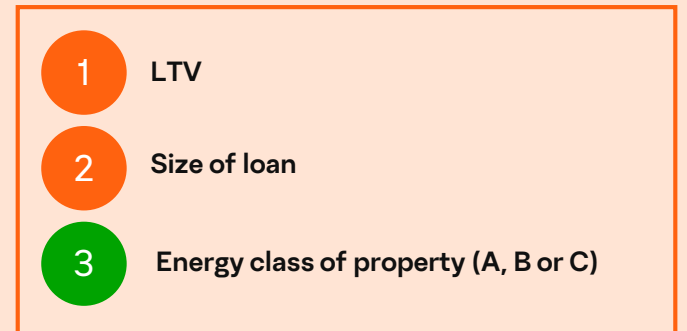 1 LTV
2 Size of loan
3 Energy class of property (A, B or C)